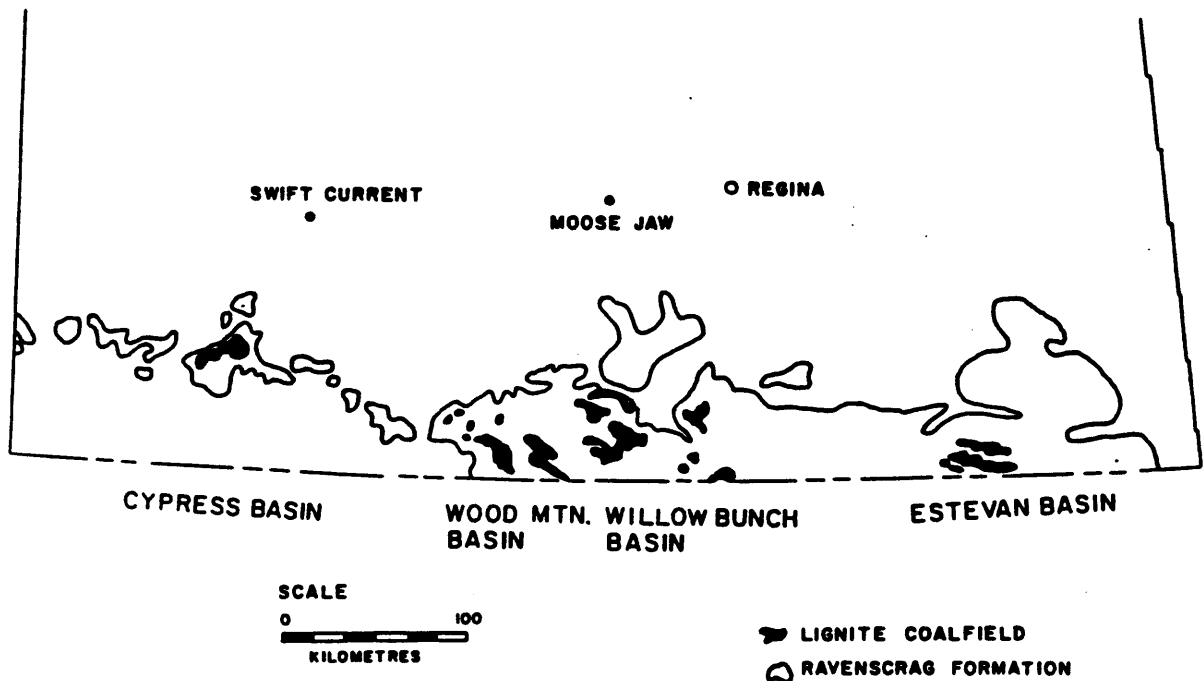 SWIFT CURRENT
MOOSE JAW
REGINA
CYPRESS BASIN
WOOD MTN.
BASIN
WILLOW BUNCH
BASIN
ESTEVAN BASIN
SCALE
0 100
KILOMETRES
LIGNITE COALFIELD
RAVENSCRAG FORMATION